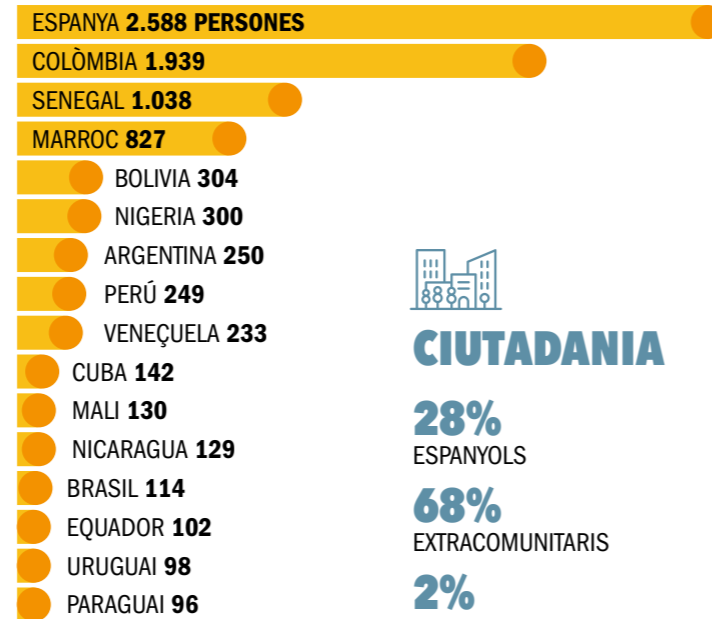 ESPANYA 2.588 PERSONES
COLÒMBIA 1.939
SENEGAL 1.038
MARROC 827
BOLIVIA 304
NIGERIA 300
ARGENTINA 250
PERÚ 249
VENEÇUELA 233
CUBA 142
MALI 130
NICARAGUA 129
BRASIL 114
EQUADOR 102
URUGUAI 98
PARAGUAI 96
CIUTADANIA
28%
ESPANYOLS
68%
EXTRACOMUNITARIS
2%